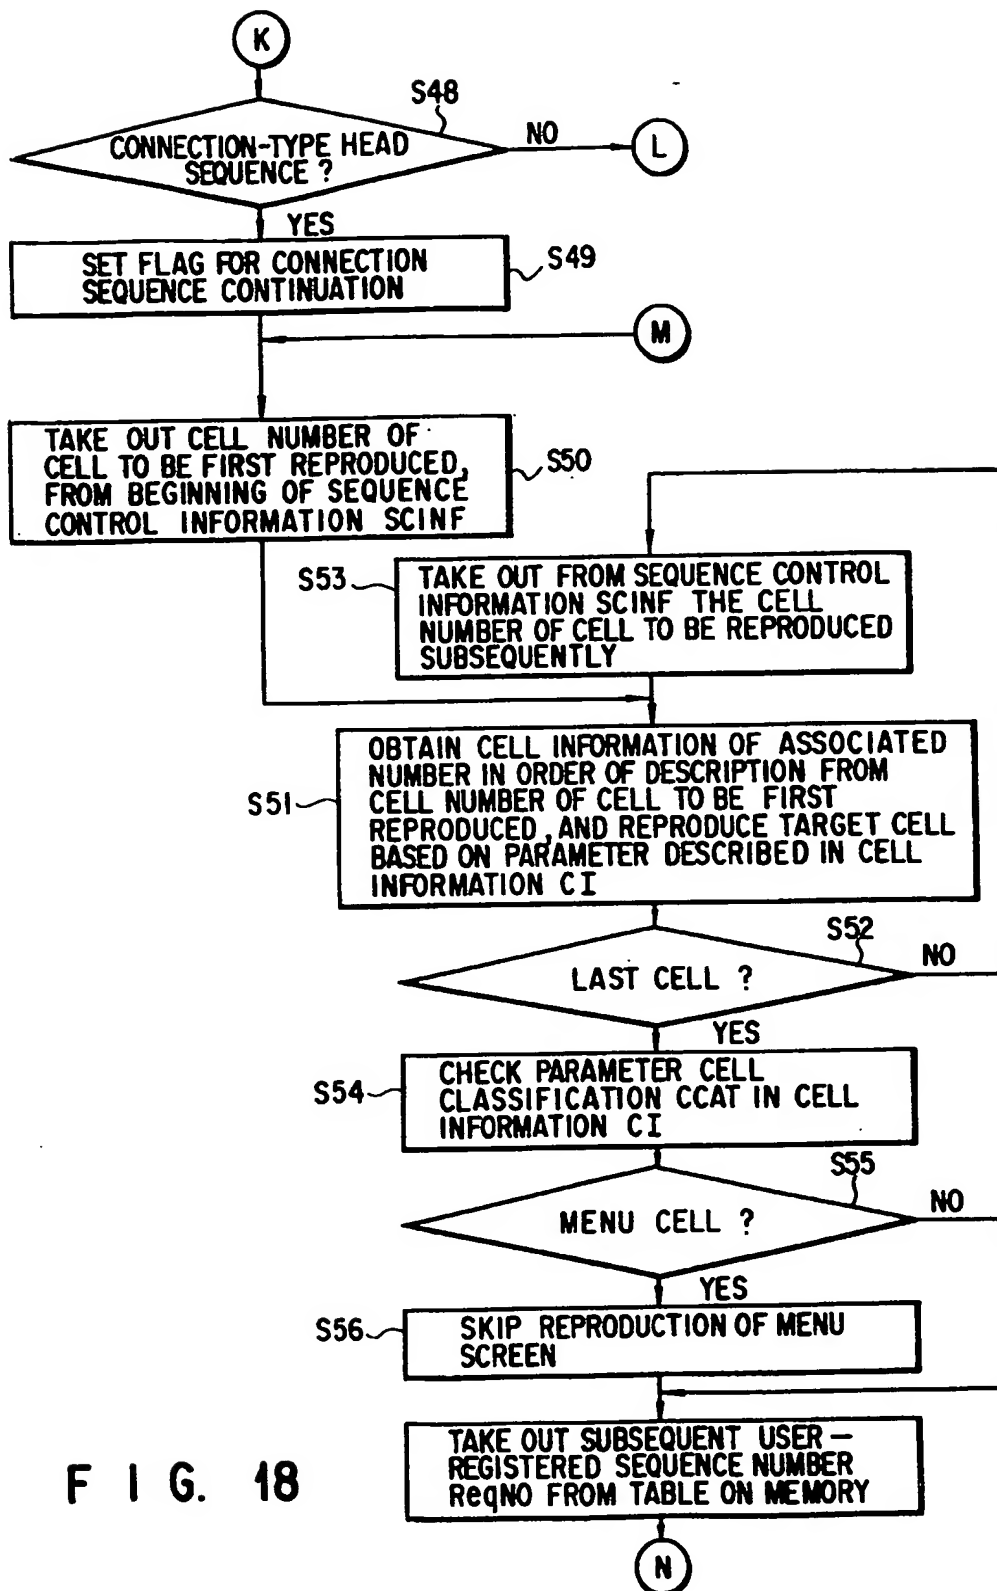 K
S48
CONNECTION-TYPE HEAD
SEQUENCE ?
NO
L
YES
SET FLAG FOR CONNECTION
SEQUENCE CONTINUATION
S49
M
TAKE OUT CELL NUMBER OF
CELL TO BE FIRST REPRODUCED,
FROM BEGINNING OF SEQUENCE
CONTROL INFORMATION SCINF
S50
S53
TAKE OUT FROM SEQUENCE CONTROL
INFORMATION SCINF THE CELL
NUMBER OF CELL TO BE REPRODUCED
SUBSEQUENTLY
S51
OBTAIN CELL INFORMATION OF ASSOCIATED
NUMBER IN ORDER OF DESCRIPTION FROM
CELL NUMBER OF CELL TO BE FIRST
REPRODUCED, AND REPRODUCE TARGET CELL
BASED ON PARAMETER DESCRIBED IN CELL
INFORMATION CI
S52
LAST CELL ?
NO
YES
S54
CHECK PARAMETER CELL
CLASSIFICATION CCAT IN CELL
INFORMATION CI
S55
MENU CELL ?
NO
YES
S56
SKIP REPRODUCTION OF MENU
SCREEN
TAKE OUT SUBSEQUENT USER-
REGISTERED SEQUENCE NUMBER
ReqNO FROM TABLE ON MEMORY
N
FIG. 18